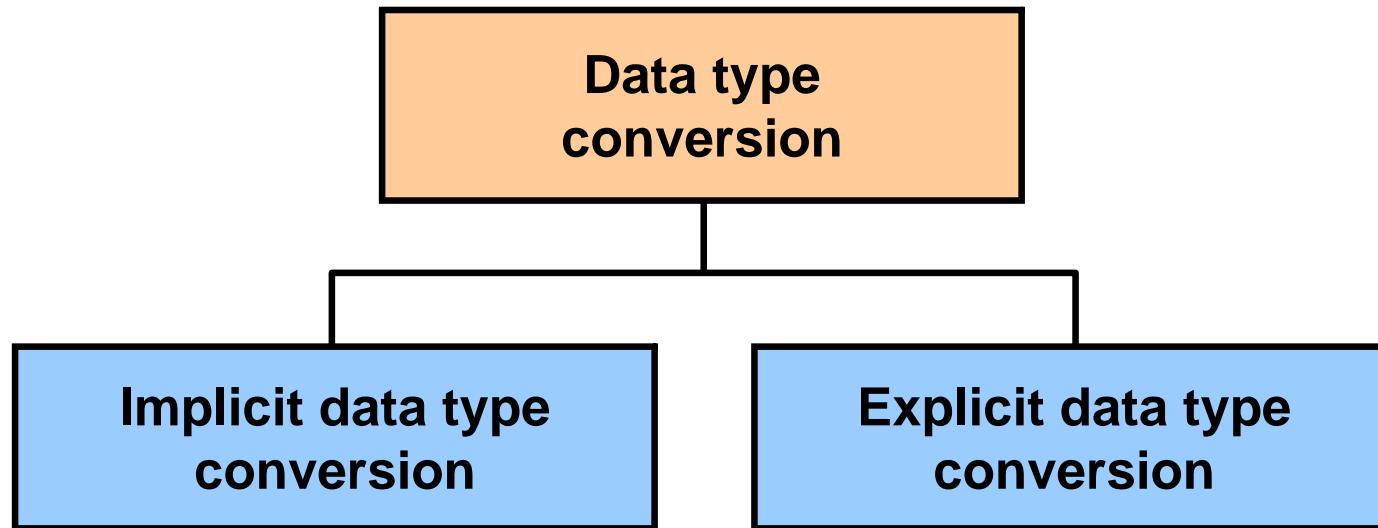 Data type
conversion
Implicit data type
conversion
Explicit data type
conversion